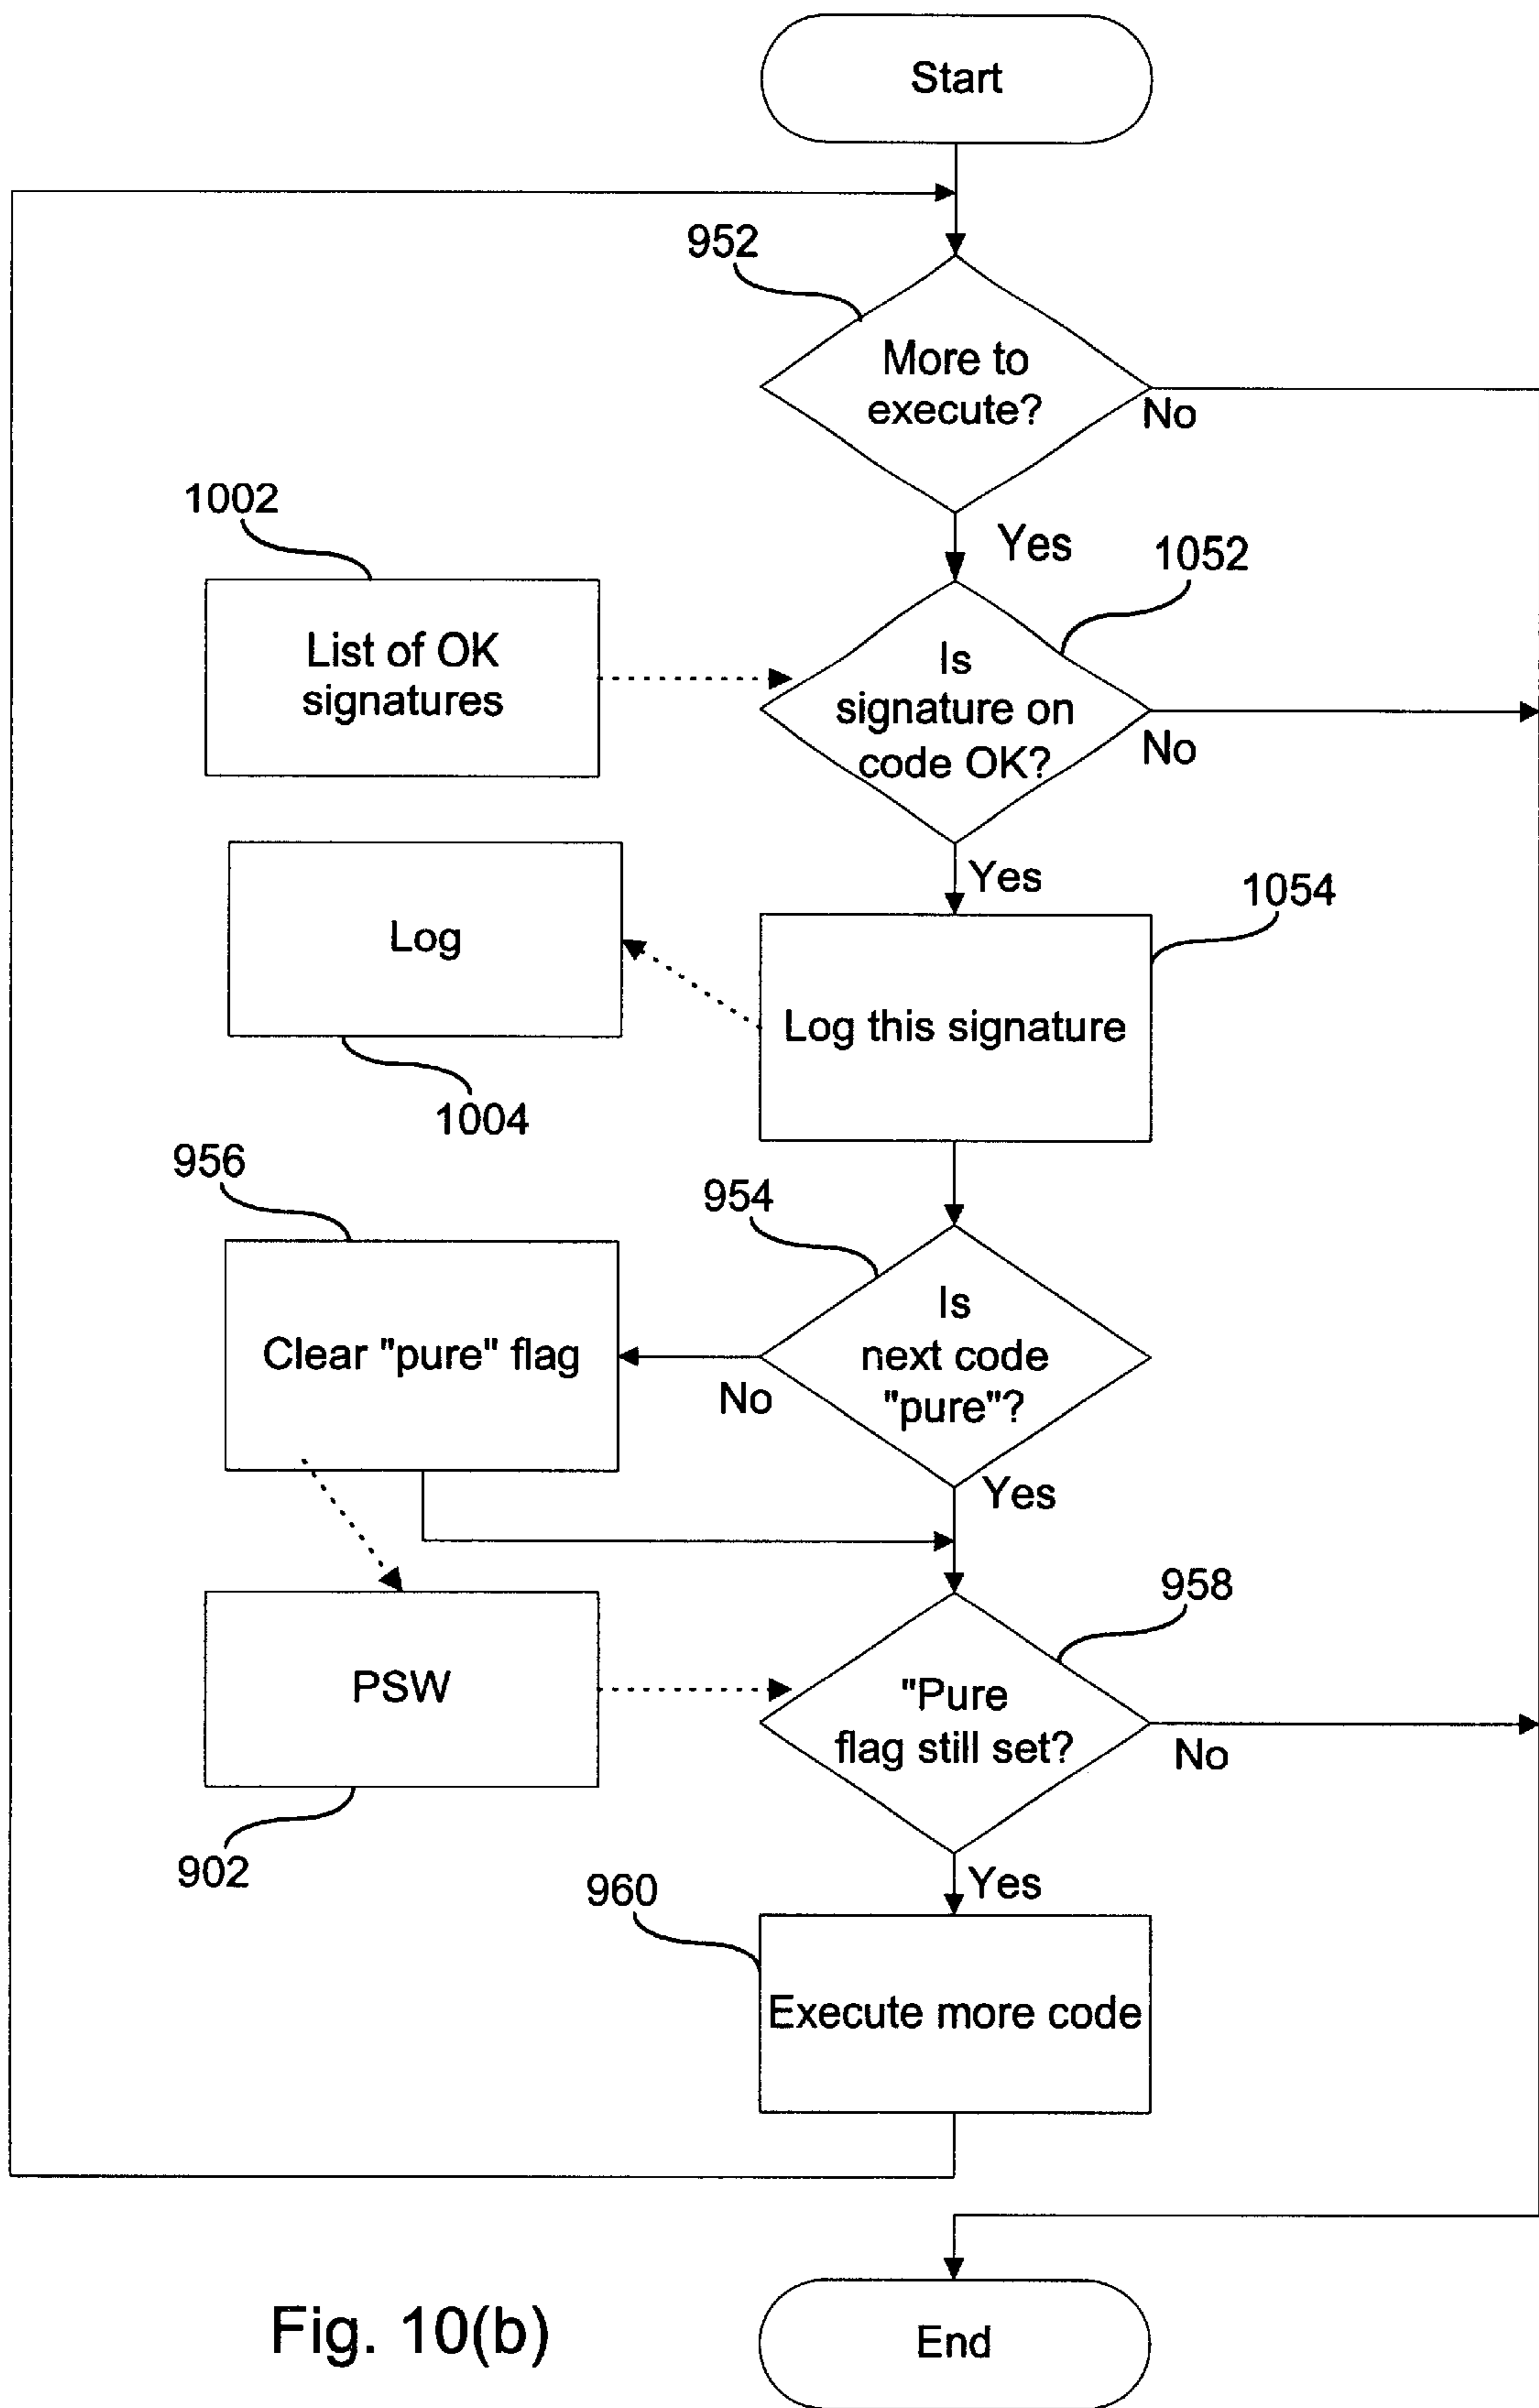 Start
952
More to
execute?
No
Yes
1002
List of OK
signatures
1052
Is
signature on
code OK?
No
Yes
Log
1004
1054
Log this signature
956
Clear "pure" flag
954
Is
next code
"pure"?
No
Yes
PSW
902
958
"Pure
flag still set?
No
Yes
960
Execute more code
End
Fig. 10(b)